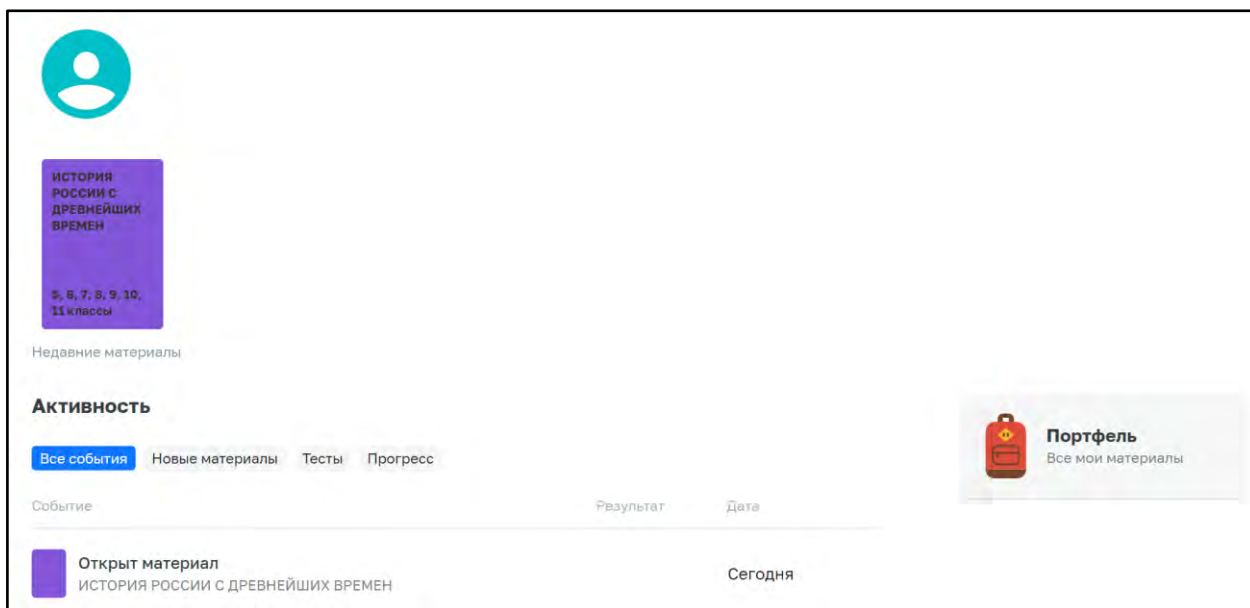 ИСТОРИЯ
РОССИИ С
ДРЕВНЕЙШИХ
ВРЕМЕН
5, 6, 7, 8, 9, 10,
11 классы
Недавние материалы
Активность
Все события Новые материалы Тесты Прогресс
Портфель
Все мои материалы
Событие Результат Дата
Открыт материал
ИСТОРИЯ РОССИИ С ДРЕВНЕЙШИХ ВРЕМЕН
Сегодня